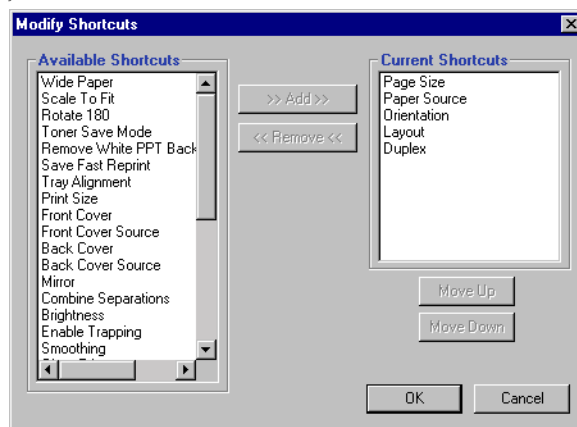 Modify Shortcuts
Available Shortcuts
Wide Paper
Scale To Fit
Rotate 180
Toner Save Mode
Remove White PPT Back
Save Fast Reprint
Tray Alignment
Print Size
Front Cover
Front Cover Source
Back Cover
Back Cover Source
Mirror
Combine Separations
Brightness
Enable Trapping
Smoothing
>> Add >>
<< Remove <<
Current Shortcuts
Page Size
Paper Source
Orientation
Layout
Duplex
Move Up
Move Down
OK
Cancel